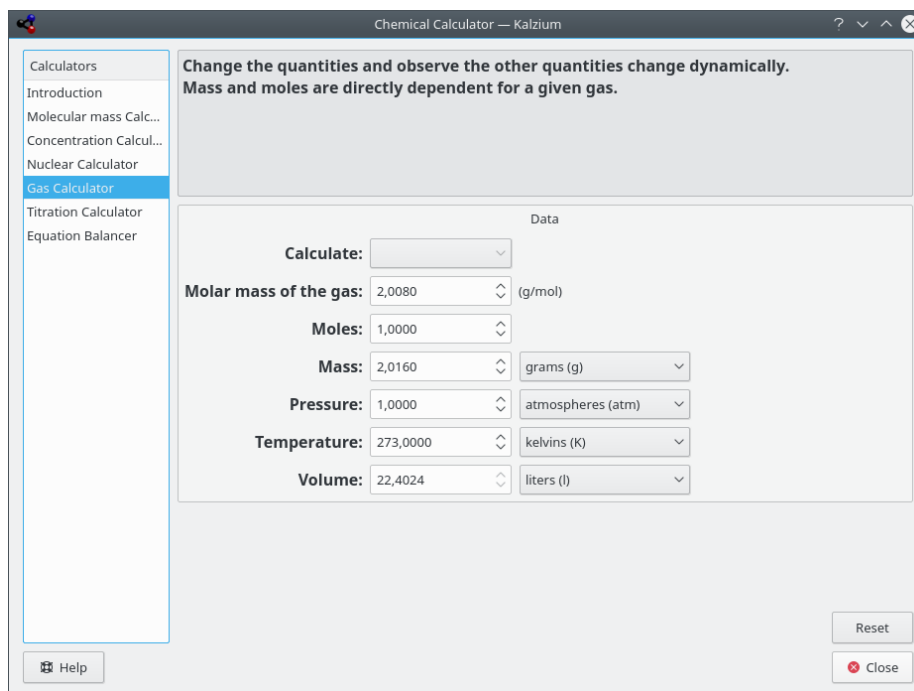 Chemical Calculator — Kalzium
Calculators
Introduction
Molecular mass Calc...
Concentration Calcul...
Nuclear Calculator
Gas Calculator
Titration Calculator
Equation Balancer
Change the quantities and observe the other quantities change dynamically.
Mass and moles are directly dependent for a given gas.
Data
Calculate:
Molar mass of the gas: 2,0080 (g/mol)
Moles: 1,0000
Mass: 2,0160 grams (g)
Pressure: 1,0000 atmospheres (atm)
Temperature: 273,0000 kelvins (K)
Volume: 22,4024 liters (l)
Reset
Help
Close